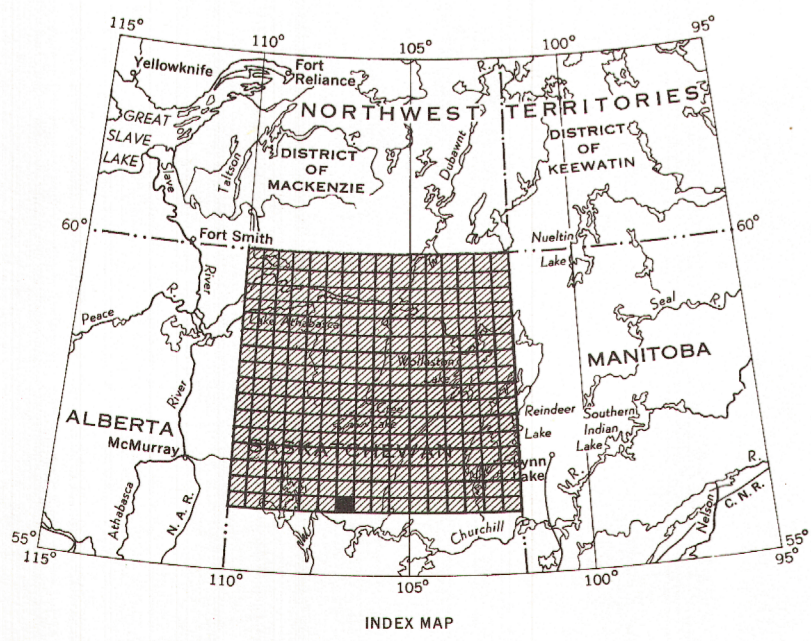 115°
110°
105°
100°
95°
Yellowknife
Fort
Reliance
R.
NORTHWEST TERRITORIES
GREAT
SLAVE
LAKE
Slave
Taltson
DISTRICT
OF
MACKENZIE
Dubawnt
DISTRICT
OF
KEEWATIN
60°
Fort Smith
Nueltin
Lake
60°
River
R.
Peace
Lake Athabasca
Seal
R.
Wollaston
Lake
MANITOBA
River
Cree
Lake
Reindeer
Lake
Southern
Indian
Lake
ALBERTA
McMurray
SASKATCHEWAN
Lynn
Lake
R.
R.
Athabasca
N. A. R.
Churchill
Nelson
C.N.R.
55°
115°
110°
105°
100°
55°
95°
INDEX MAP